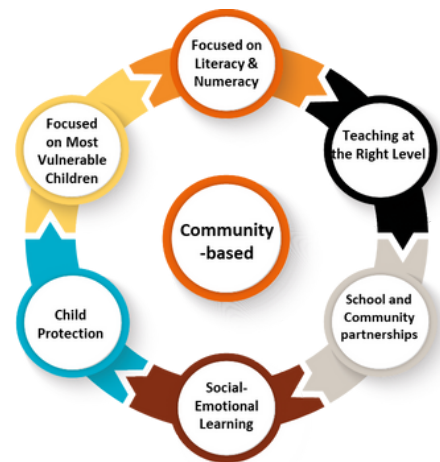 Focused on
Literacy &
Numeracy
Teaching at
the Right Level
School and
Community
partnerships
Social-
Emotional
Learning
Child
Protection
Focused on
Most
Vulnerable
Children
Community
-based